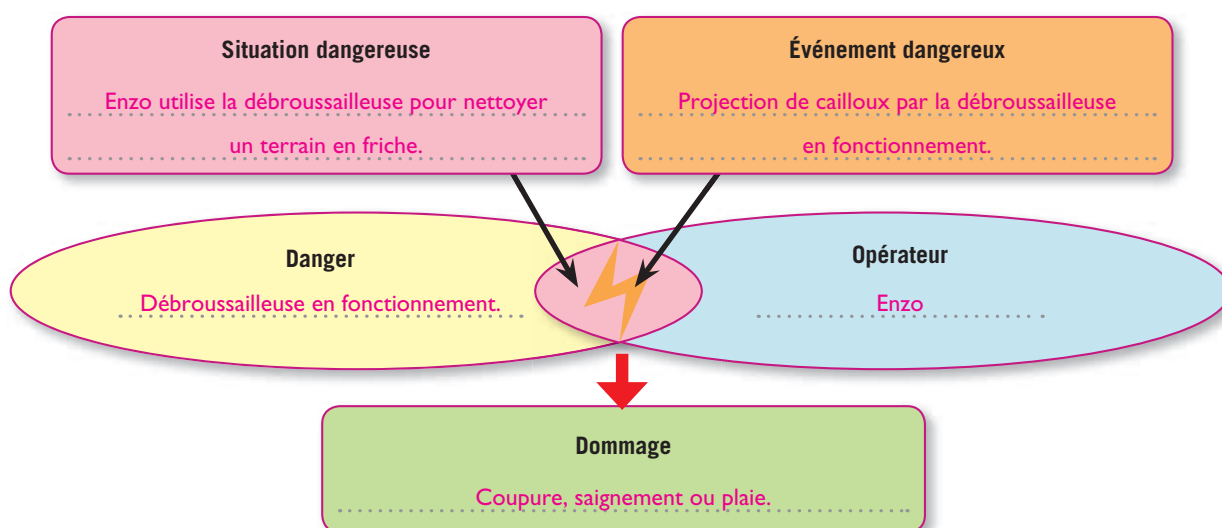 Situation dangereuse
Enzo utilise la débroussailleuse pour nettoyer
un terrain en friche.
Événement dangereux
Projection de cailloux par la débroussailleuse
en fonctionnement.
Danger
Débroussailleuse en fonctionnement.
Opérateur
Enzo
Dommage
Coupure, saignement ou plaie.